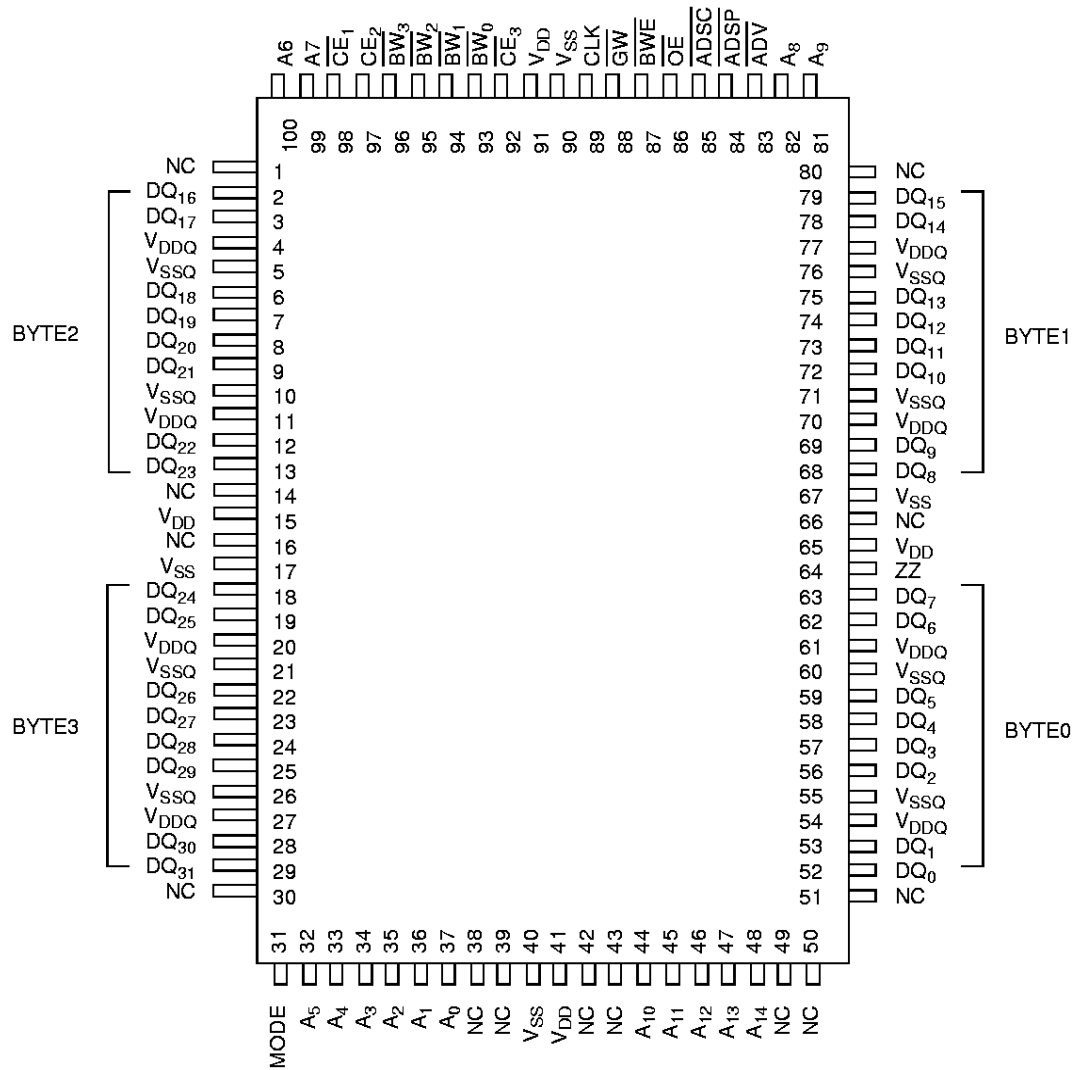 A6 A7 CE1 CE2 BW3 BW2 BW1 BW0 CE3 VDD VSS CLK GW BWE OE ADSC ADSP ADV A8 A9
100 99 98 97 96 95 94 93 92 91 90 89 88 87 86 85 84 83 82 81
NC 1 80 NC
DQ16 2 79 DQ15
DQ17 3 78 DQ14
VDDQ 4 77 VDDQ
VSSQ 5 76 VSSQ
DQ18 6 75 DQ13
DQ19 7 74 DQ12
BYTE2 BYTE1
DQ20 8 73 DQ11
DQ21 9 72 DQ10
VSSQ 10 71 VSSQ
VDDQ 11 70 VDDQ
DQ22 12 69 DQ9
DQ23 13 68 DQ8
NC 14 67 VSS
VDD 15 66 NC
NC 16 65 VDD
VSS 17 64 ZZ
DQ24 18 63 DQ7
DQ25 19 62 DQ6
VDDQ 20 61 VDDQ
VSSQ 21 60 VSSQ
DQ26 22 59 DQ5
DQ27 23 58 DQ4
BYTE3 BYTE0
DQ28 24 57 DQ3
DQ29 25 56 DQ2
VSSQ 26 55 VSSQ
VDDQ 27 54 VDDQ
DQ30 28 53 DQ1
DQ31 29 52 DQ0
NC 30 51 NC
31 32 33 34 35 36 37 38 39 40 41 42 43 44 45 46 47 48 49 50
MODE A5 A4 A3 A2 A1 A0 NC NC VSS VDD NC NC A10 A11 A12 A13 A14 NC NC